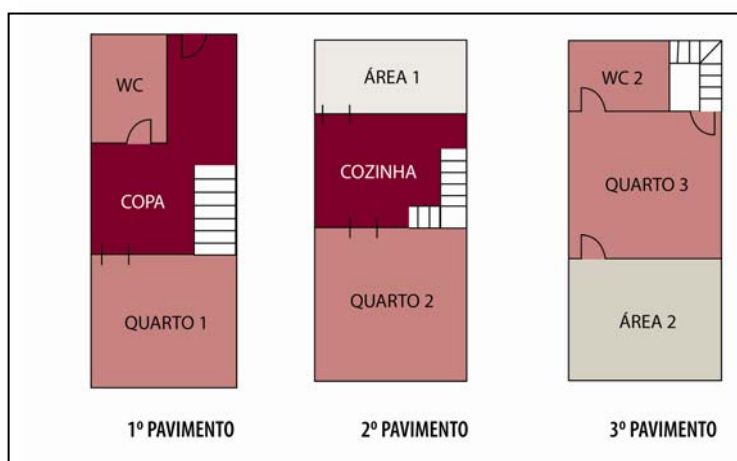 WC
COPA
QUARTO 1
1º PAVIMENTO
ÁREA 1
COZINHA
QUARTO 2
2º PAVIMENTO
WC 2
QUARTO 3
ÁREA 2
3º PAVIMENTO